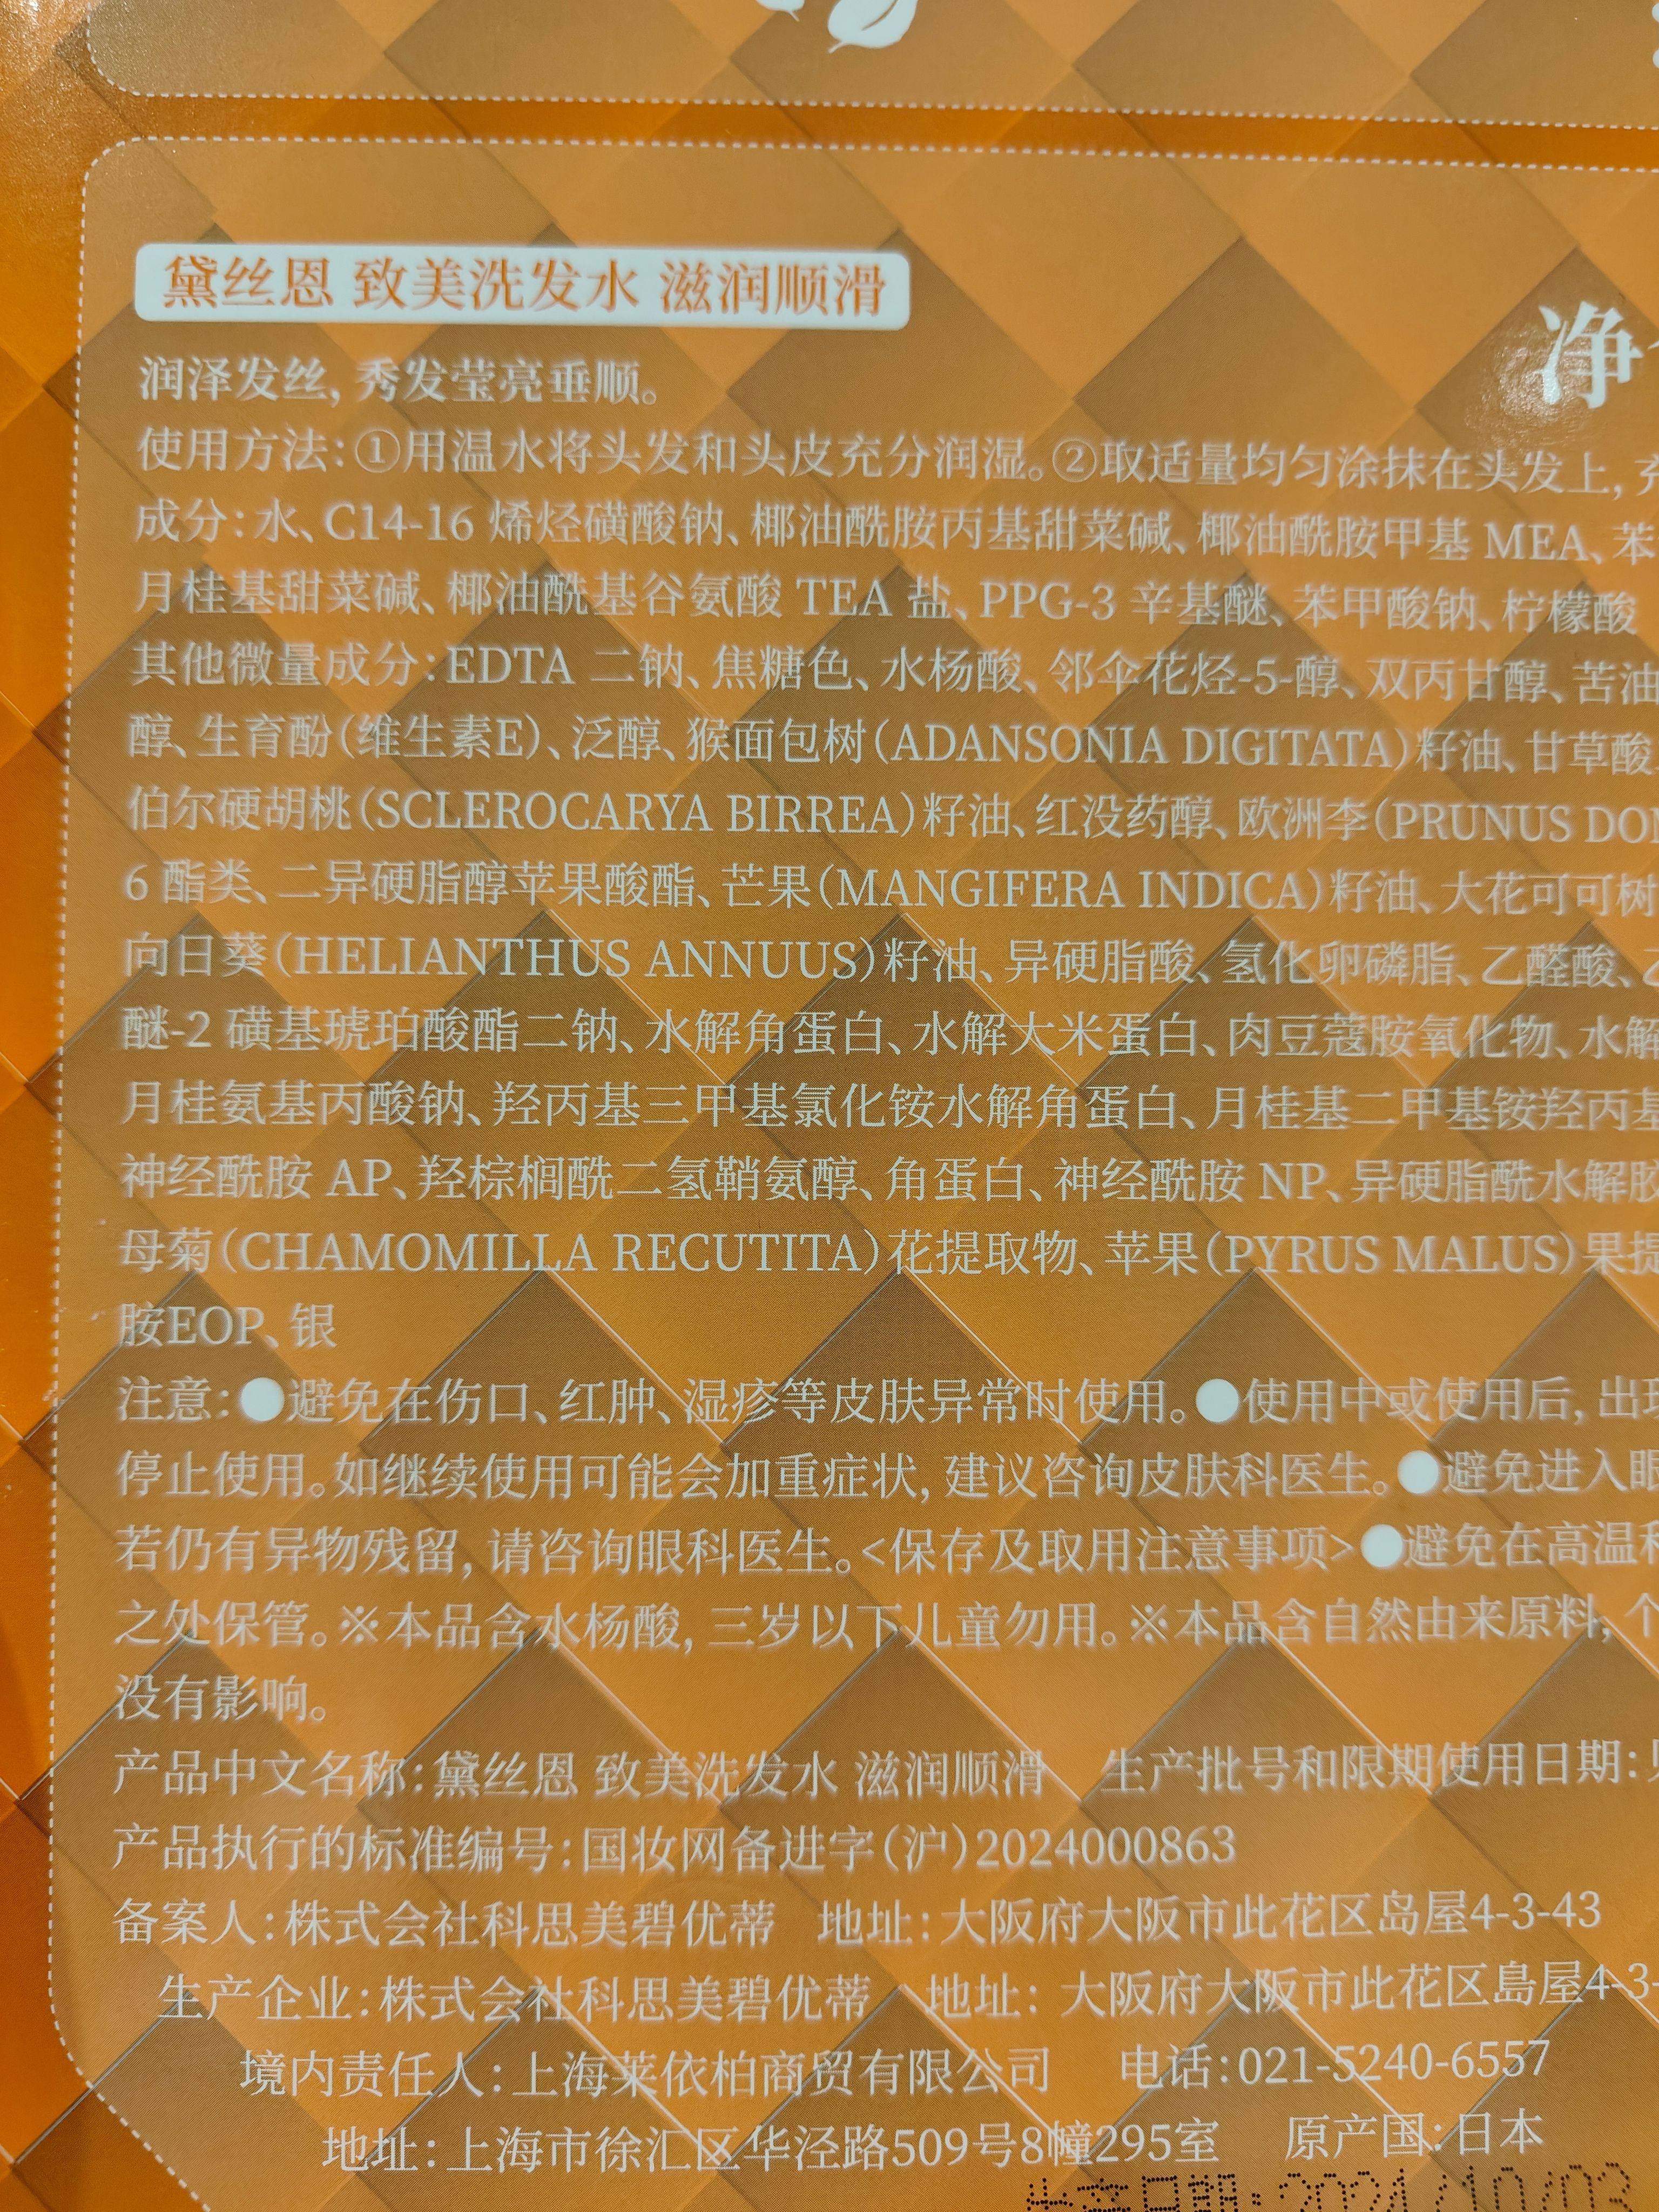 黛丝恩 致美洗发水 滋润顺滑
净
润泽发丝, 秀发莹亮垂顺。
使用方法:①用温水将头发和头皮充分润湿。②取适量均匀涂抹在头发上, 充
成分:水、C14-16 烯烃磺酸钠、椰油酰胺丙基甜菜碱、椰油酰胺甲基 MEA、苯
月桂基甜菜碱、椰油酰基谷氨酸 TEA 盐、PPG-3 辛基醚、苯甲酸钠、柠檬酸
其他微量成分:EDTA 二钠、焦糖色、水杨酸、邻伞花烃-5-醇、双丙甘醇、苦油
醇、生育酚(维生素E)、泛醇、猴面包树(ADANSONIA DIGITATA)籽油、甘草酸
伯尔硬胡桃(SCLEROCARYA BIRREA)籽油、红没药醇、欧洲李(PRUNUS DOM
6 酯类、二异硬脂醇苹果酸酯、芒果(MANGIFERA INDICA)籽油、大花可可树
向日葵(HELIANTHUS ANNUUS)籽油、异硬脂酸、氢化卵磷脂、乙醛酸、乙
醚-2 磺基琥珀酸酯二钠、水解角蛋白、水解大米蛋白、肉豆蔻胺氧化物、水解
月桂氨基丙酸钠、羟丙基三甲基氯化铵水解角蛋白、月桂基二甲基铵羟丙基
神经酰胺 AP、羟棕榈酰二氢鞘氨醇、角蛋白、神经酰胺 NP、异硬脂酰水解胶
母菊(CHAMOMILLA RECUTITA)花提取物、苹果(PYRUS MALUS)果提
胺EOP、银
注意:●避免在伤口、红肿、湿疹等皮肤异常时使用。●使用中或使用后, 出现
停止使用。如继续使用可能会加重症状, 建议咨询皮肤科医生。●避免进入眼
若仍有异物残留, 请咨询眼科医生。<保存及取用注意事项>●避免在高温和
之处保管。※本品含水杨酸, 三岁以下儿童勿用。※本品含自然由来原料, 个
没有影响。
产品中文名称:黛丝恩 致美洗发水 滋润顺滑 生产批号和限期使用日期:见
产品执行的标准编号:国妆网备进字(沪)2024000863
备案人:株式会社科思美碧优蒂 地址:大阪府大阪市此花区岛屋4-3-43
生产企业:株式会社科思美碧优蒂 地址: 大阪府大阪市此花区島屋4-3-
境内责任人:上海莱依柏商贸有限公司 电话:021-5240-6557
地址:上海市徐汇区华泾路509号8幢295室 原产国:日本
生产日期:2024/10/03